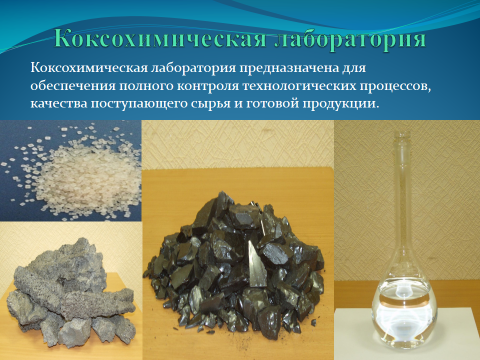 Коксохимическая лаборатория
Коксохимическая лаборатория предназначена для
обеспечения полного контроля технологических процессов,
качества поступающего сырья и готовой продукции.